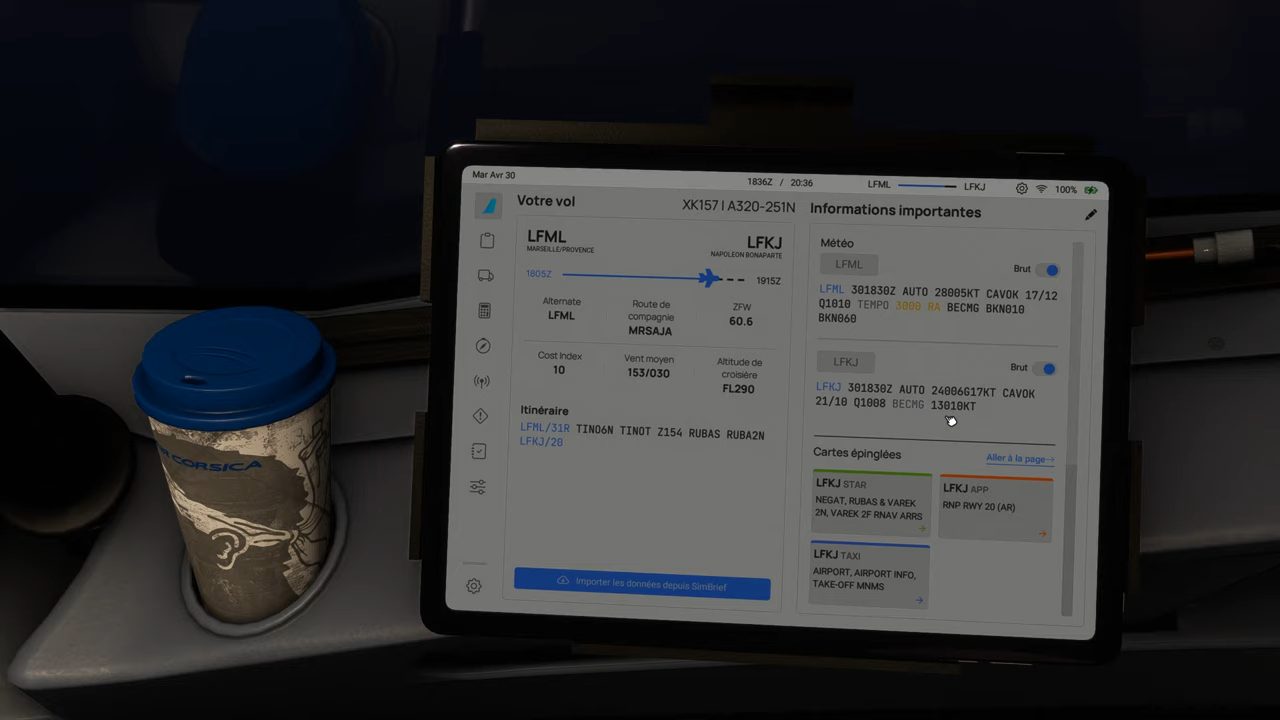 Mar Avr 30
1836Z / 20:36
LFML LFKJ
100%
Votre vol
XK157 | A320-251N
LFML
MARSEILLE/PROVENCE
LFKJ
NAPOLEON BONAPARTE
1805Z
1915Z
Alternate
LFML
Route de
compagnie
MRSAJA
ZFW
60.6
Cost Index
10
Vent moyen
153/030
Altitude de
croisière
FL290
Itinéraire
LFML/31R TINO6N TINOT Z154 RUBAS RUBA2N
LFKJ/20
Importer les données depuis SimBrief
Informations importantes
Météo
LFML
Brut
LFML 301830Z AUTO 28005KT CAVOK 17/12
Q1010 TEMPO 3000 RA BECMG BKN010
BKN060
LFKJ
Brut
LFKJ 301830Z AUTO 24006G17KT CAVOK
21/10 Q1008 BECMG 13010KT
Cartes épinglées
Aller à la page
LFKJ STAR
NEGAT, RUBAS & VAREK
2N, VAREK 2F RNAV ARRS
LFKJ APP
RNP RWY 20 (AR)
LFKJ TAXI
AIRPORT, AIRPORT INFO,
TAKE-OFF MNMS
CORSICA